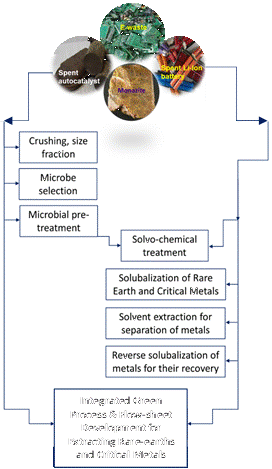 E-waste
Spent
autocatalyst
Spent Li-Ion
battery
Monazite
Crushing, size
fraction
Microbe
selection
Microbial pre-
treatment
Solvo-chemical
treatment
Solubalization of Rare
Earth and Critical Metals
Solvent extraction for
separation of metals
Reverse solubalization of
metals for their recovery
Integrated Green
Process & Flow-sheet
Development for
Extracting Rare-earths
and Critical Metals